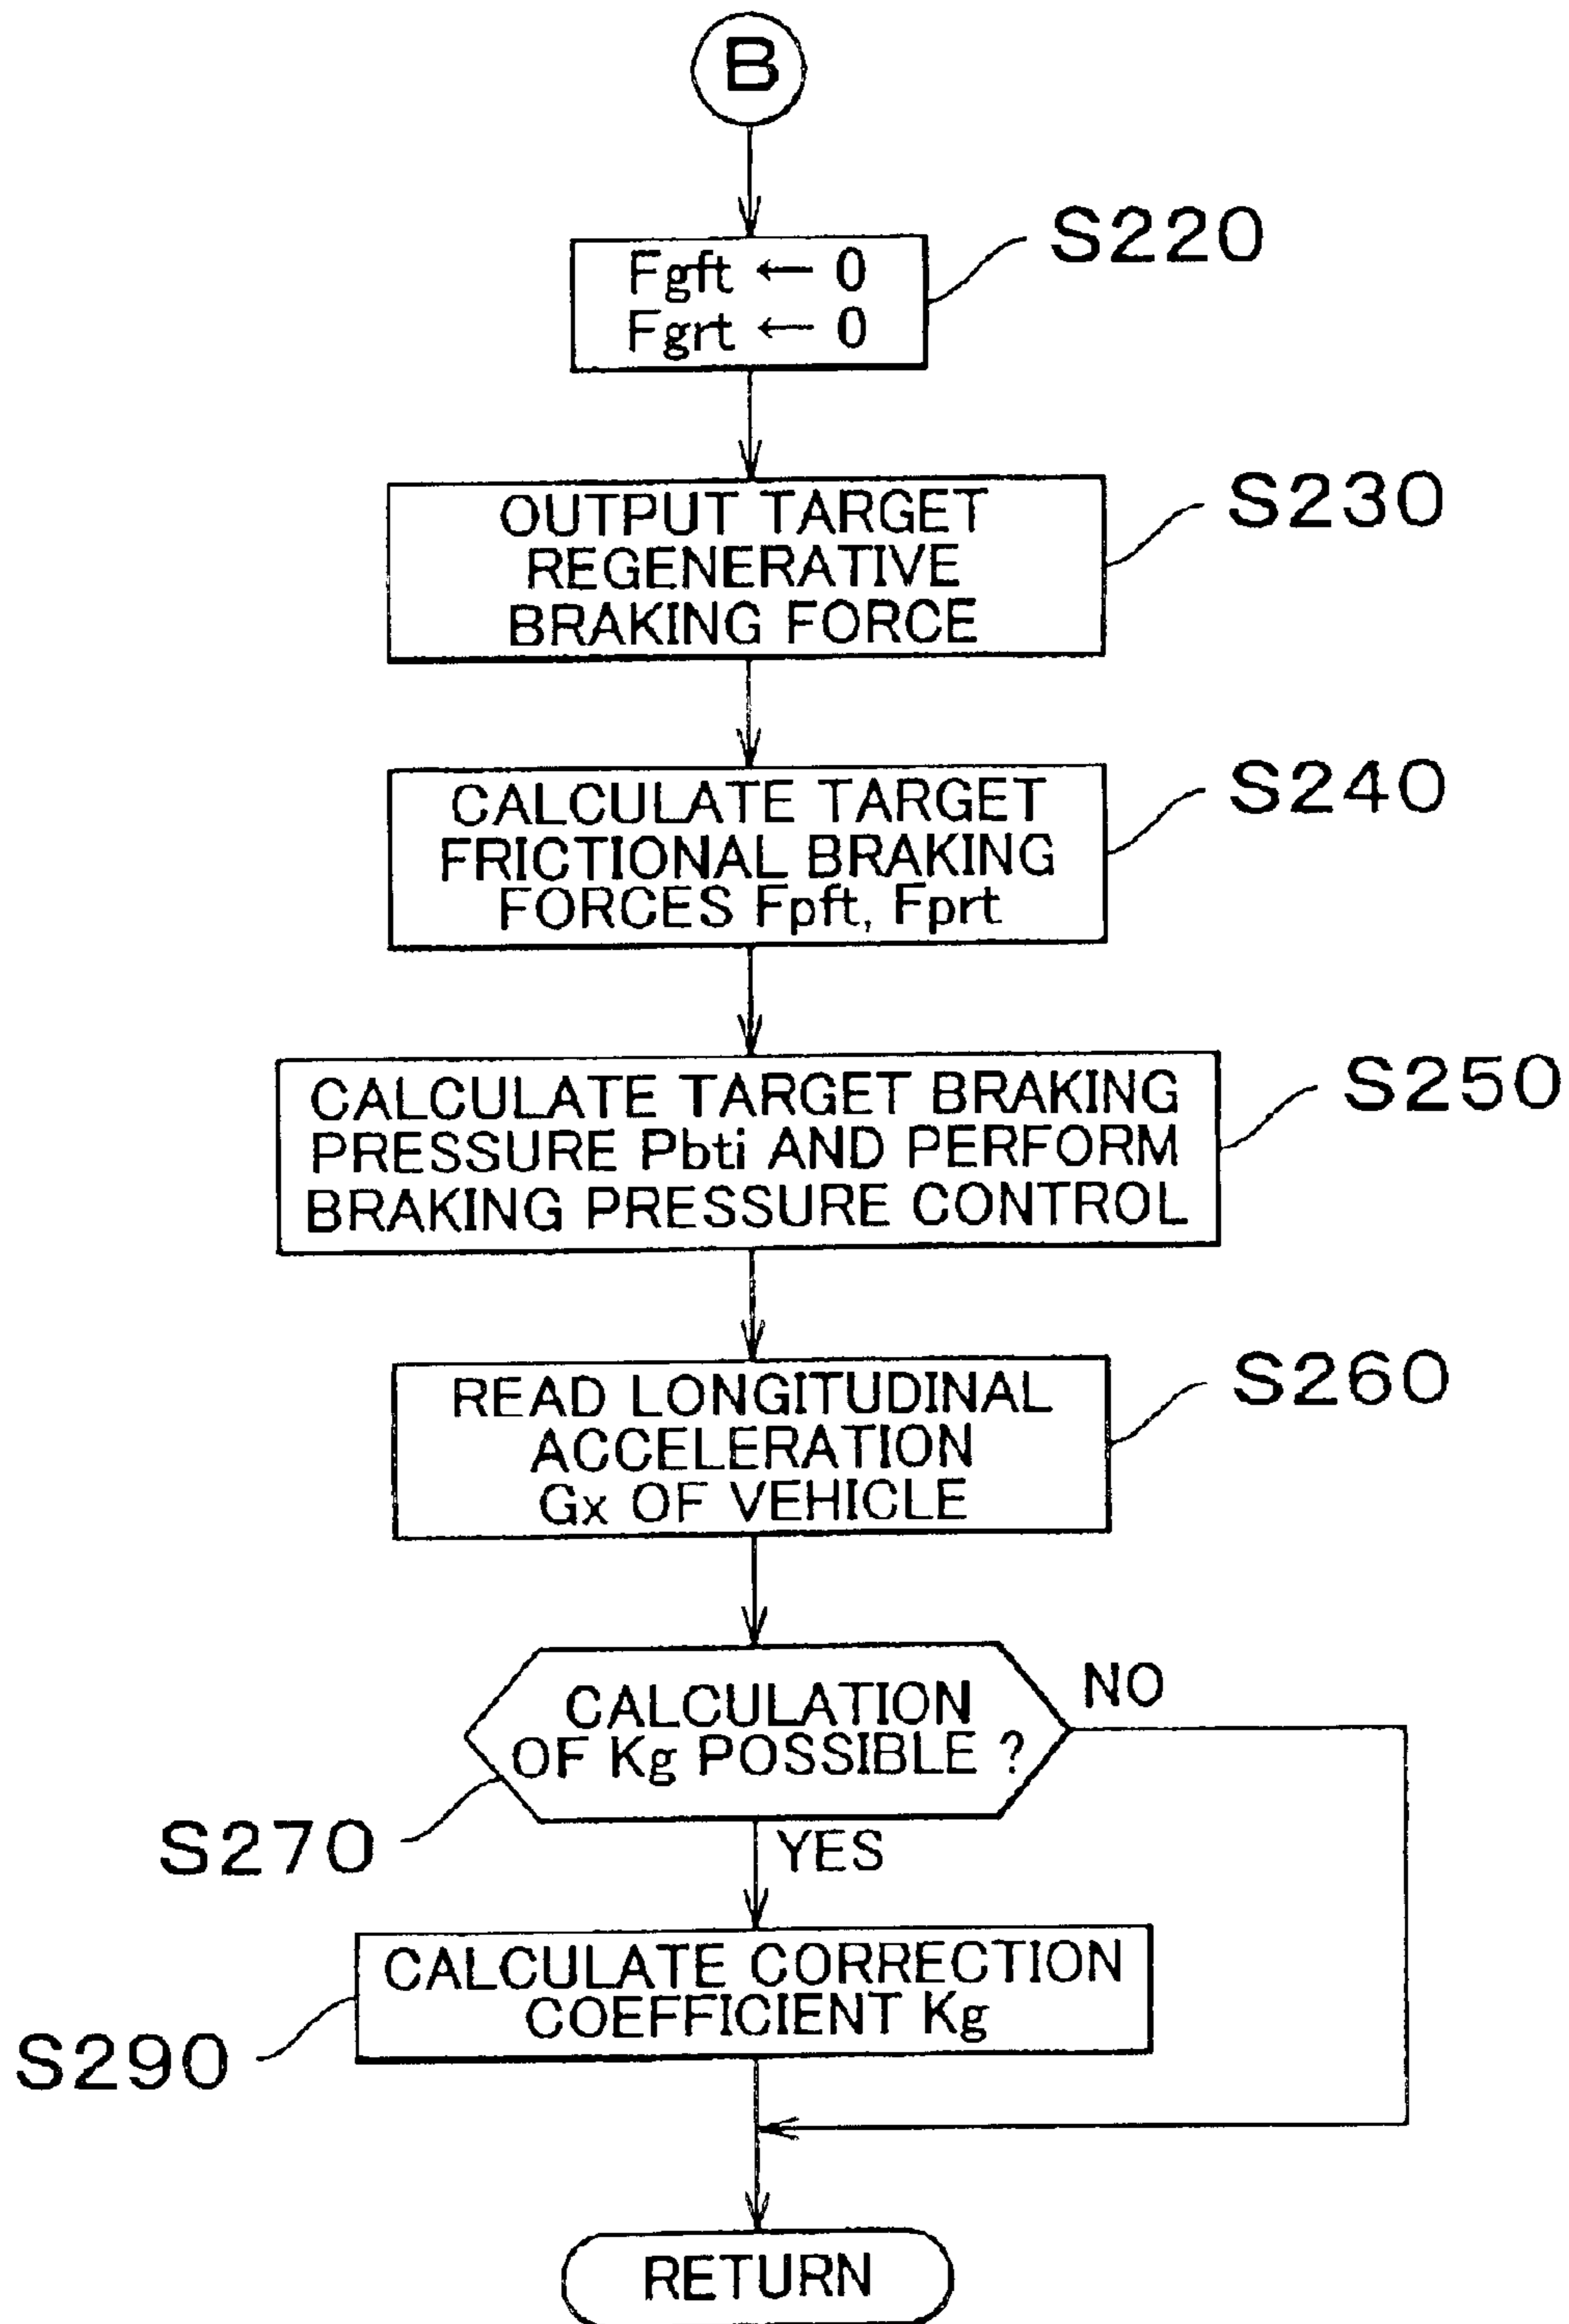 B
S220
Fgft ← 0
Fgrt ← 0
S230
OUTPUT TARGET
REGENERATIVE
BRAKING FORCE
S240
CALCULATE TARGET
FRICTIONAL BRAKING
FORCES Fpft, Fprt
S250
CALCULATE TARGET BRAKING
PRESSURE Pbti AND PERFORM
BRAKING PRESSURE CONTROL
S260
READ LONGITUDINAL
ACCELERATION
Gx OF VEHICLE
NO
CALCULATION
OF Kg POSSIBLE ?
S270
YES
CALCULATE CORRECTION
COEFFICIENT Kg
S290
RETURN